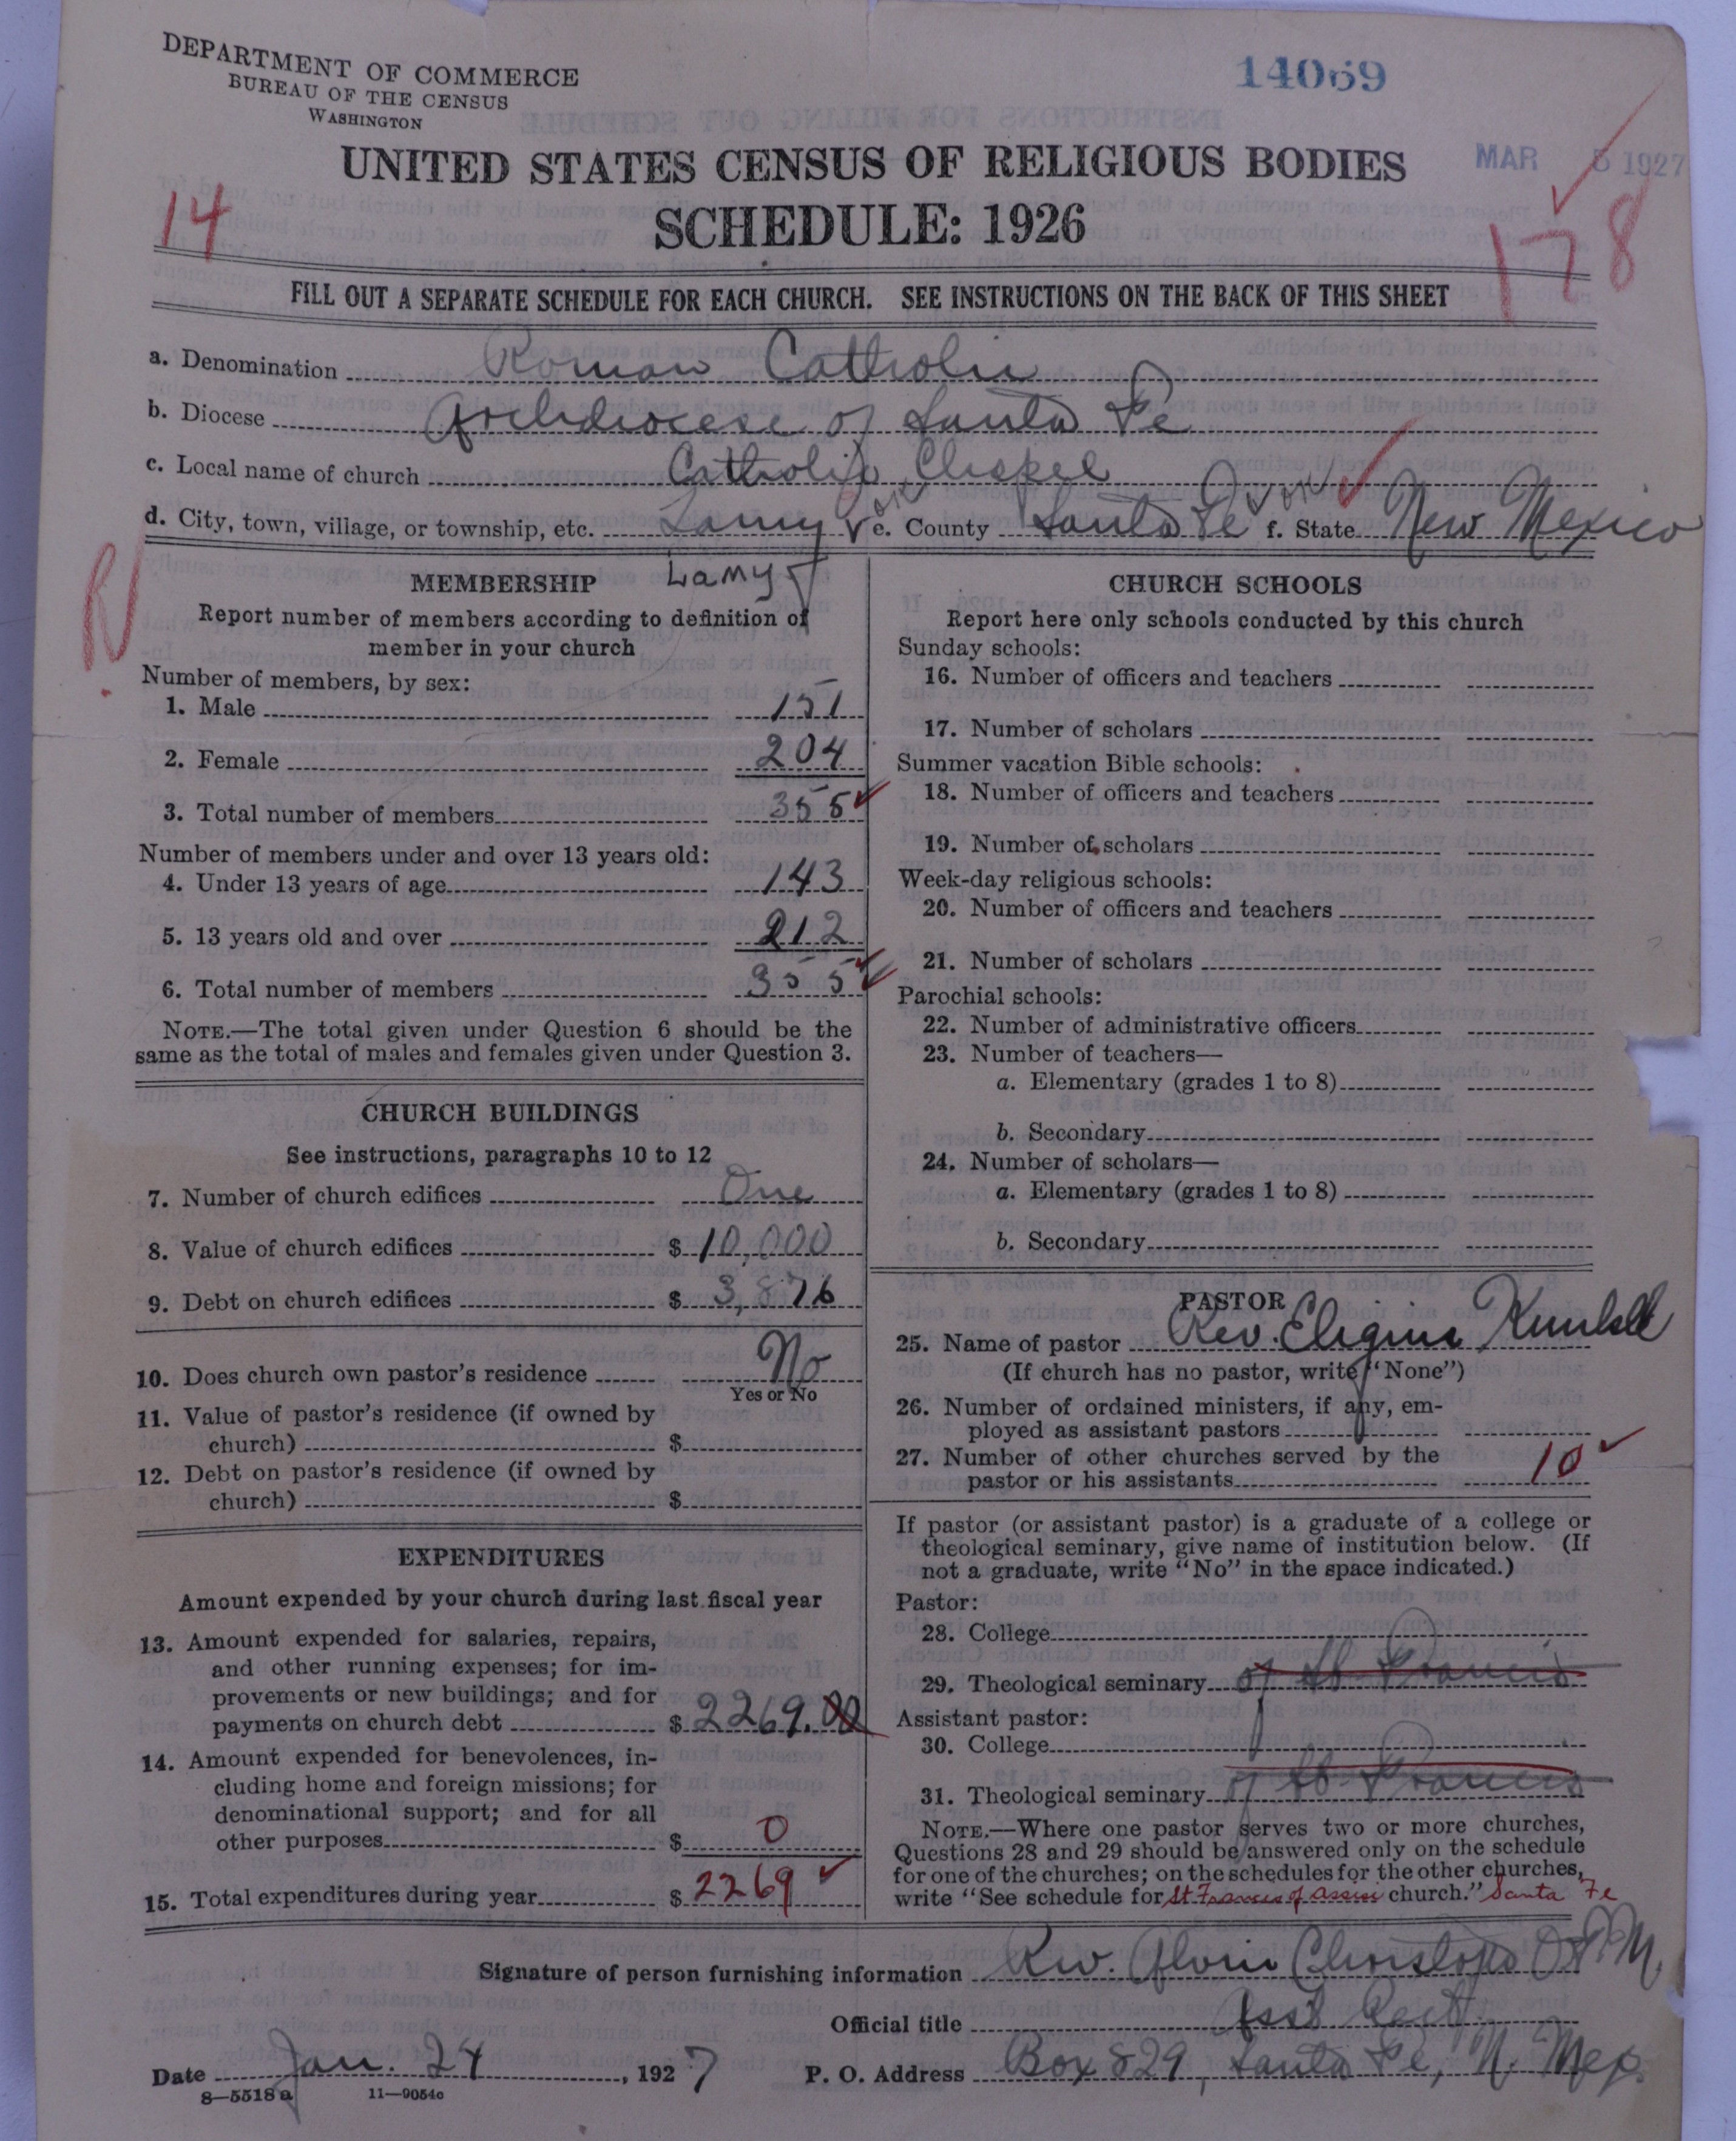 DEPARTMENT OF COMMERCE
BUREAU OF THE CENSUS
WASHINGTON
14069
UNITED STATES CENSUS OF RELIGIOUS BODIES
MAR 5 1927
SCHEDULE: 1926
14
178
FILL OUT A SEPARATE SCHEDULE FOR EACH CHURCH. SEE INSTRUCTIONS ON THE BACK OF THIS SHEET
a. Denomination Roman Catholic
b. Diocese Archdiocese of Santa Fe
c. Local name of church Catholic Chapel
d. City, town, village, or township, etc. Lamy e. County Santa Fe f. State New Mexico
Lamy
MEMBERSHIP
Report number of members according to definition of
member in your church
Number of members, by sex:
1. Male 151
2. Female 204
3. Total number of members 355
Number of members under and over 13 years old:
4. Under 13 years of age 143
5. 13 years old and over 212
6. Total number of members 355
NOTE.—The total given under Question 6 should be the
same as the total of males and females given under Question 3.
CHURCH BUILDINGS
See instructions, paragraphs 10 to 12
7. Number of church edifices One
8. Value of church edifices $ 10,000
9. Debt on church edifices $ 3,876
10. Does church own pastor's residence No
Yes or No
11. Value of pastor's residence (if owned by
church) $
12. Debt on pastor's residence (if owned by
church) $
EXPENDITURES
Amount expended by your church during last fiscal year
13. Amount expended for salaries, repairs,
and other running expenses; for im-
provements or new buildings; and for
payments on church debt $ 2269.00
14. Amount expended for benevolences, in-
cluding home and foreign missions; for
denominational support; and for all
other purposes $ 0
15. Total expenditures during year $ 2269
CHURCH SCHOOLS
Report here only schools conducted by this church
Sunday schools:
16. Number of officers and teachers
17. Number of scholars
Summer vacation Bible schools:
18. Number of officers and teachers
19. Number of scholars
Week-day religious schools:
20. Number of officers and teachers
21. Number of scholars
Parochial schools:
22. Number of administrative officers
23. Number of teachers—
a. Elementary (grades 1 to 8)
b. Secondary
24. Number of scholars—
a. Elementary (grades 1 to 8)
b. Secondary
PASTOR
25. Name of pastor Rev. Eligius Kunkel
(If church has no pastor, write "None")
26. Number of ordained ministers, if any, em-
ployed as assistant pastors
27. Number of other churches served by the
pastor or his assistants 10
If pastor (or assistant pastor) is a graduate of a college or
theological seminary, give name of institution below. (If
not a graduate, write "No" in the space indicated.)
Pastor:
28. College
29. Theological seminary of St Francis
Assistant pastor:
30. College
31. Theological seminary of St. Francis
NOTE.—Where one pastor serves two or more churches,
Questions 28 and 29 should be answered only on the schedule
for one of the churches; on the schedules for the other churches,
write "See schedule for St Francis of Assisi church." Santa Fe
Signature of person furnishing information Rev. O.F.M.
Official title Asst Rect.
Date Jan. 24, 1927 P. O. Address Box 829, Santa Fe, N. Mex.
8—5518 a 11—9054c